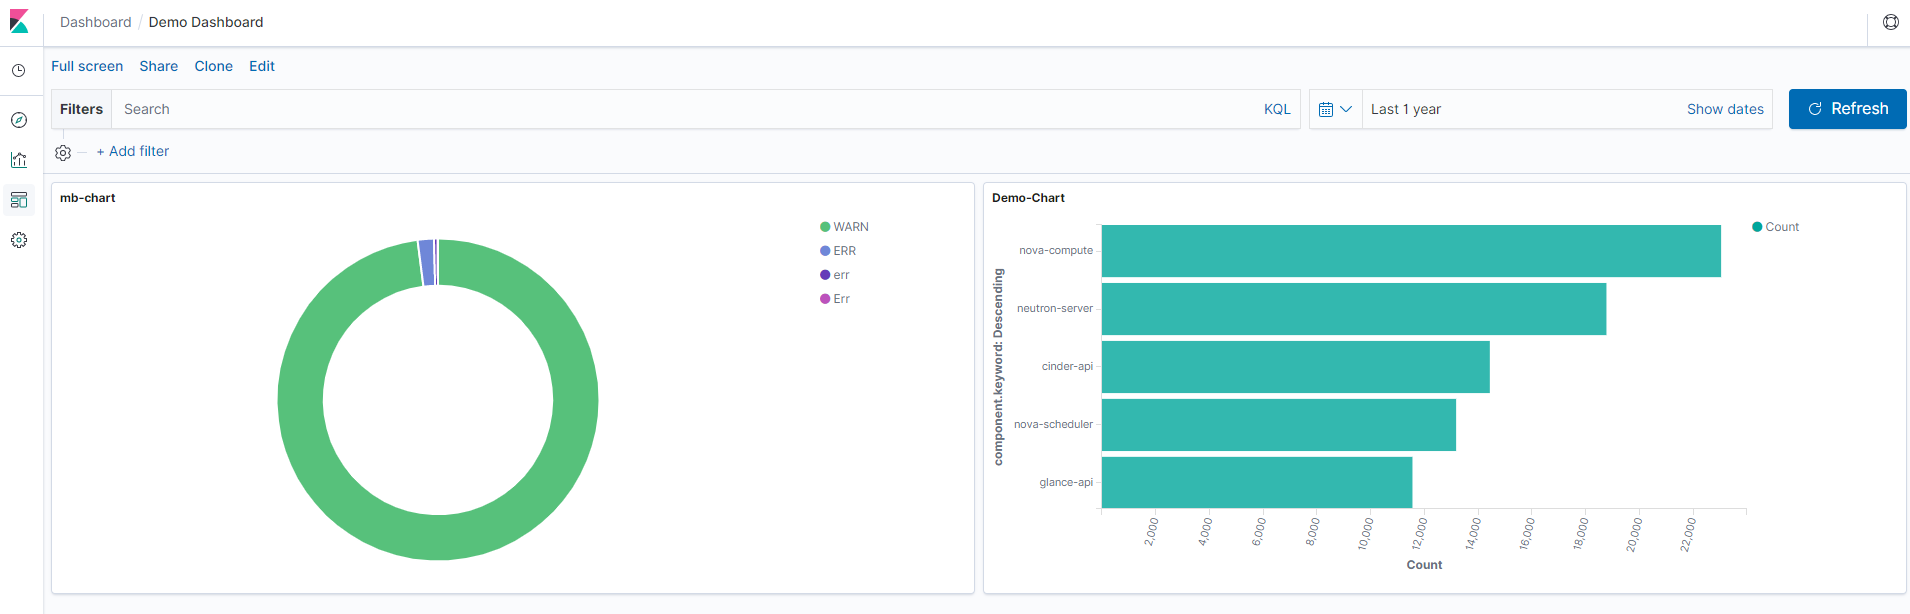 Dashboard / Demo Dashboard
Full screen Share Clone Edit
Filters Search KQL Last 1 year Show dates Refresh
+ Add filter
mb-chart
WARN
ERR
err
Err
Demo-Chart
Count
component.keyword: Descending
nova-compute
neutron-server
cinder-api
nova-scheduler
glance-api
2,000 4,000 6,000 8,000 10,000 12,000 14,000 16,000 18,000 20,000 22,000
Count